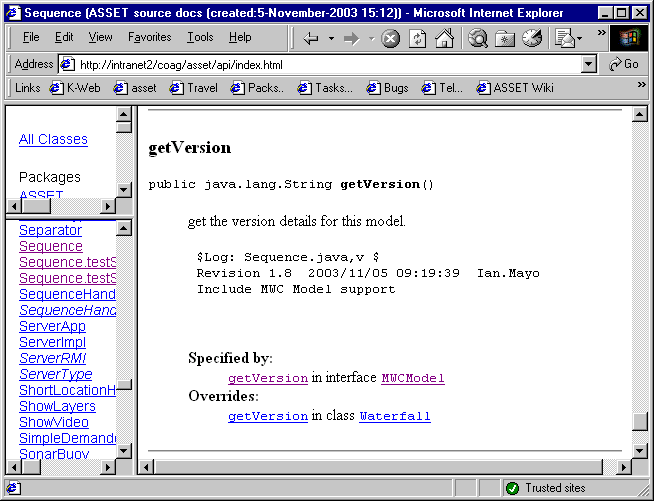 Sequence (ASSET source docs (created:5-November-2003 15:12)) - Microsoft Internet Explorer
File Edit View Favorites Tools Help »
Address http://intranet2/coag/asset/api/index.html Go
Links K-Web asset Travel Packs.. Tasks... Bugs Tel... ASSET Wiki »
All Classes
Packages
ASSET
Separator
Sequence
Sequence.testS
Sequence.testS
SequenceHand
SequenceHand
ServerApp
ServerImpl
ServerRMI
ServerType
ShortLocationH
ShowLayers
ShowVideo
SimpleDemand
SonarBuoy
getVersion
public java.lang.String getVersion()
get the version details for this model.
$Log: Sequence.java,v $
Revision 1.8 2003/11/05 09:19:39 Ian.Mayo
Include MWC Model support
Specified by:
getVersion in interface MWCModel
Overrides:
getVersion in class Waterfall
Trusted sites